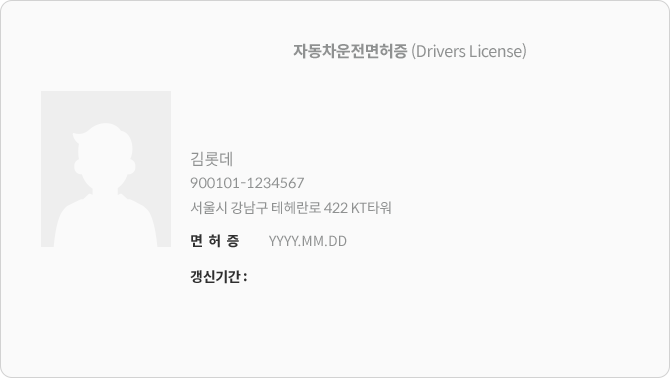 자동차운전면허증 (Drivers License)
김롯데
900101-1234567
서울시 강남구 테헤란로 422 KT타워
면 허 증 YYYY.MM.DD
갱신기간 :